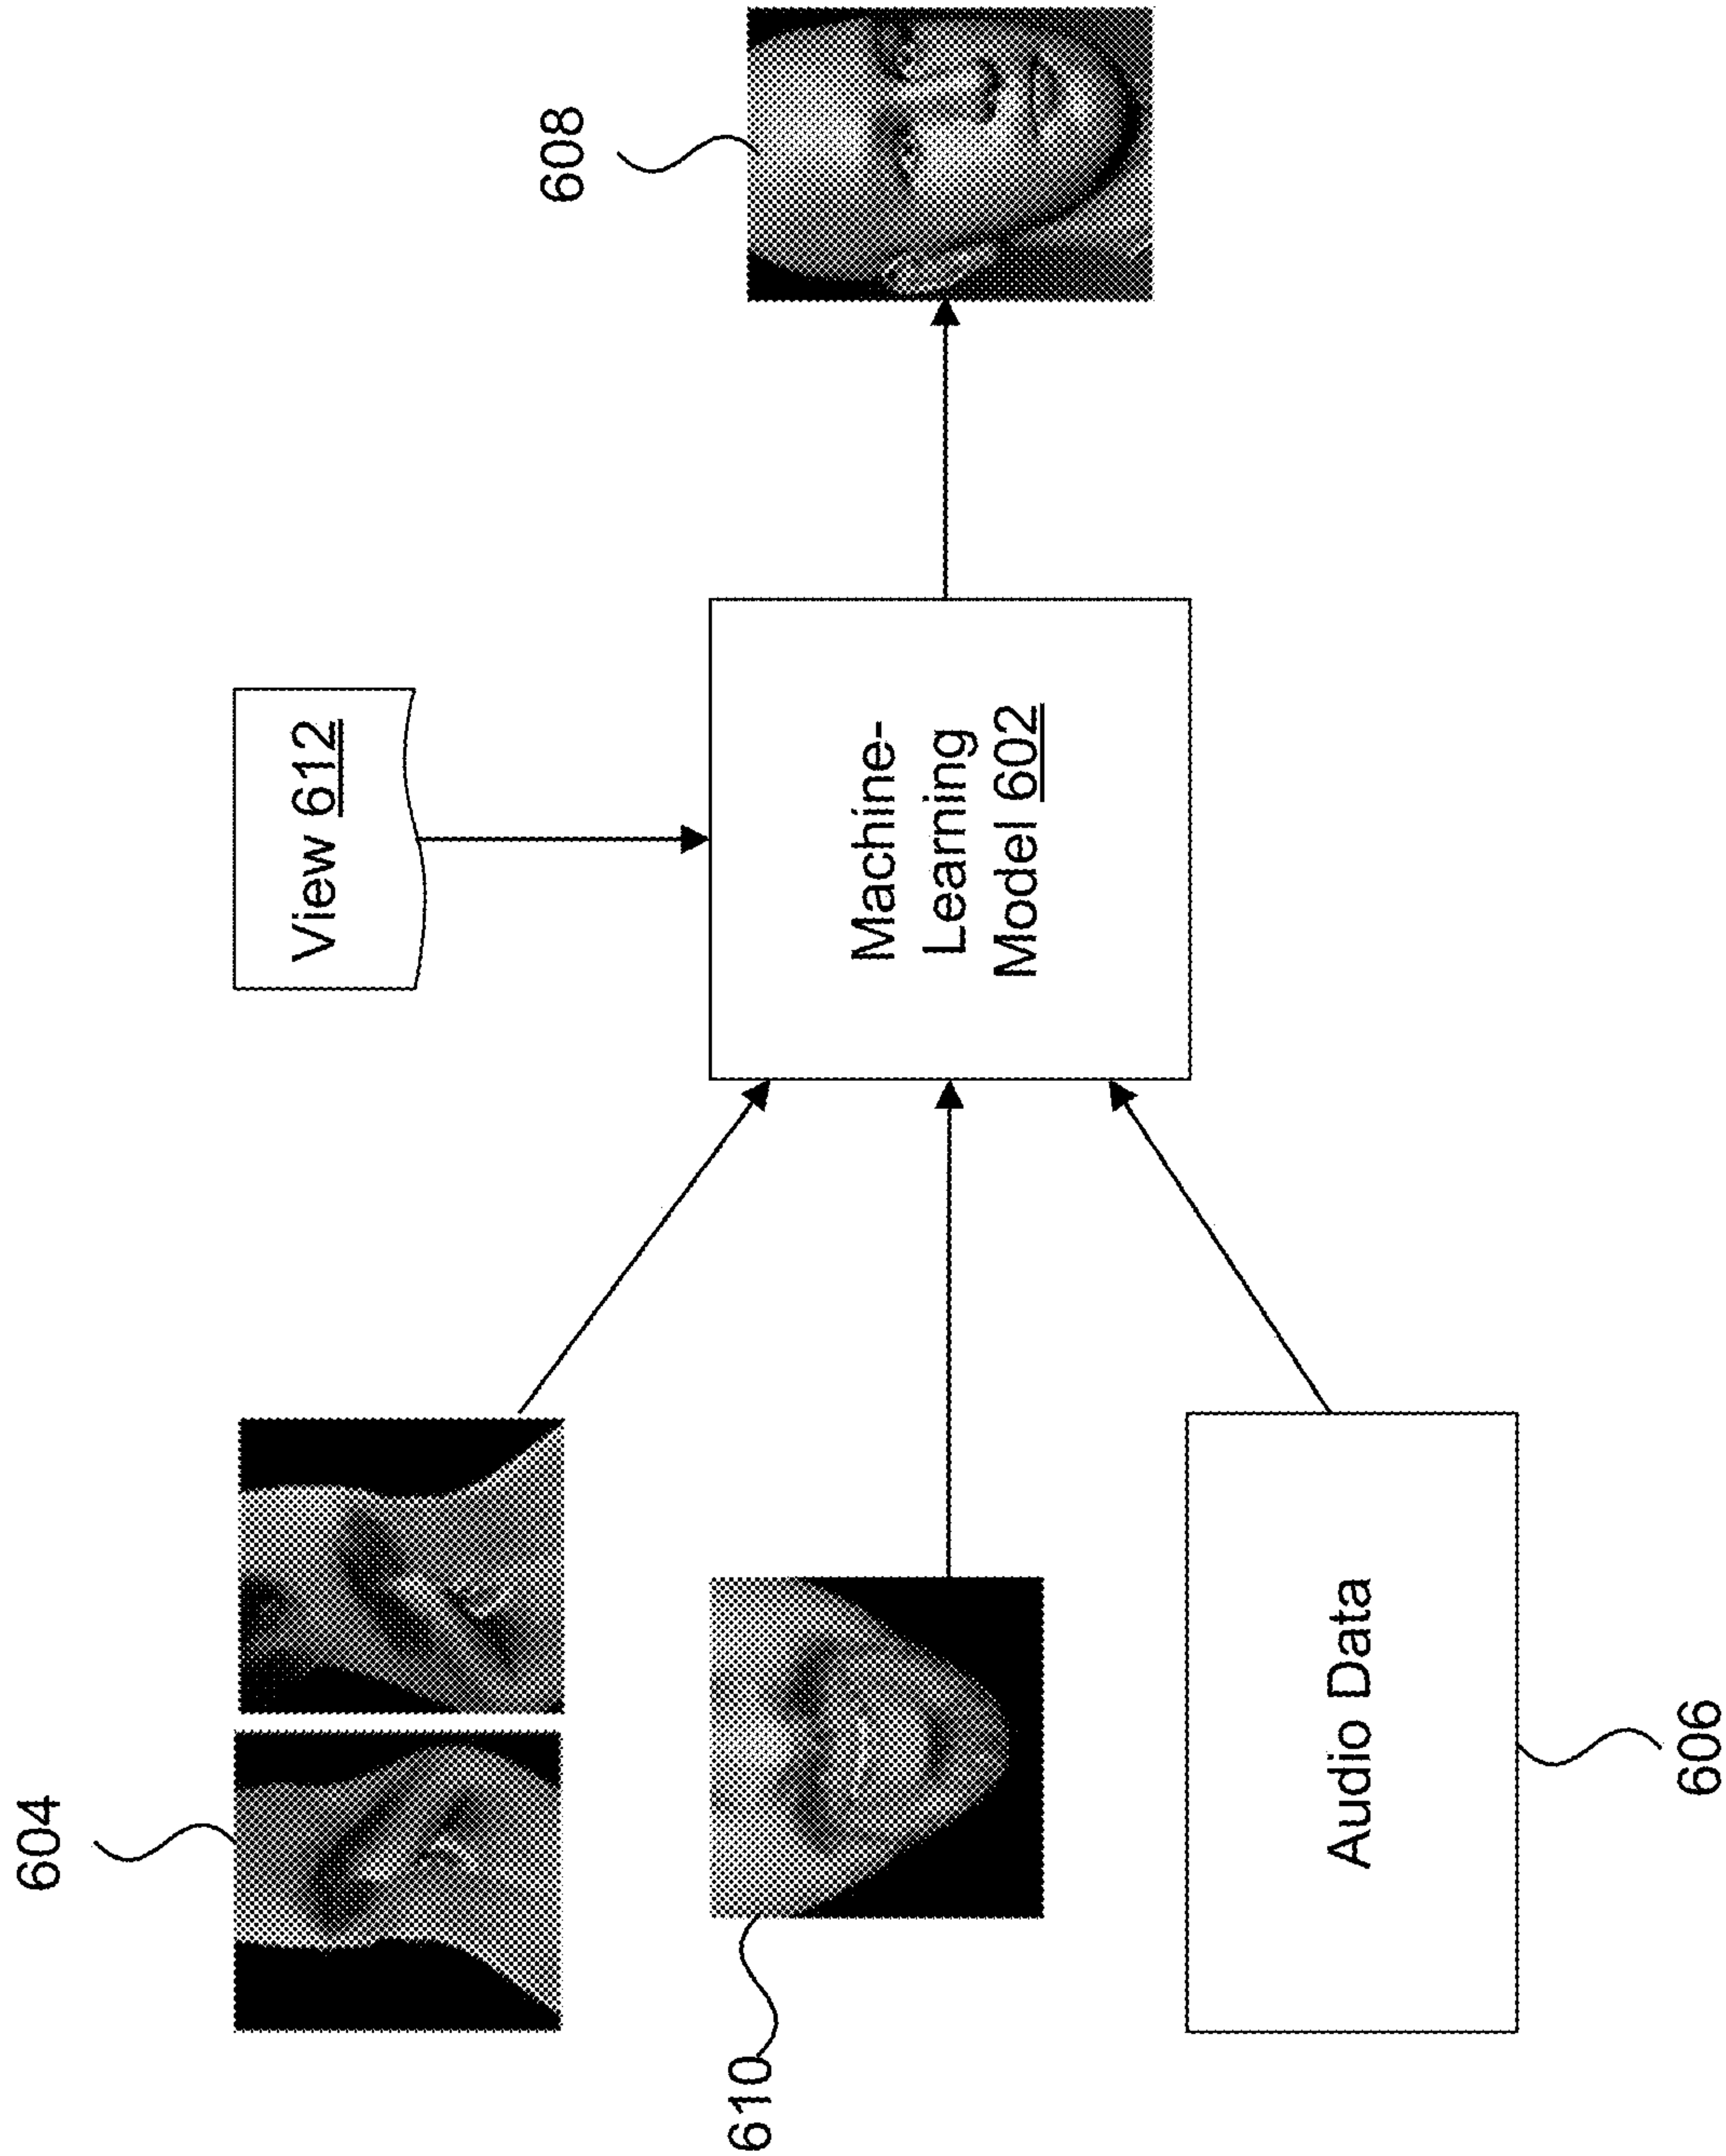 604
610
Audio Data
606
View 612
Machine-
Learning
Model 602
608